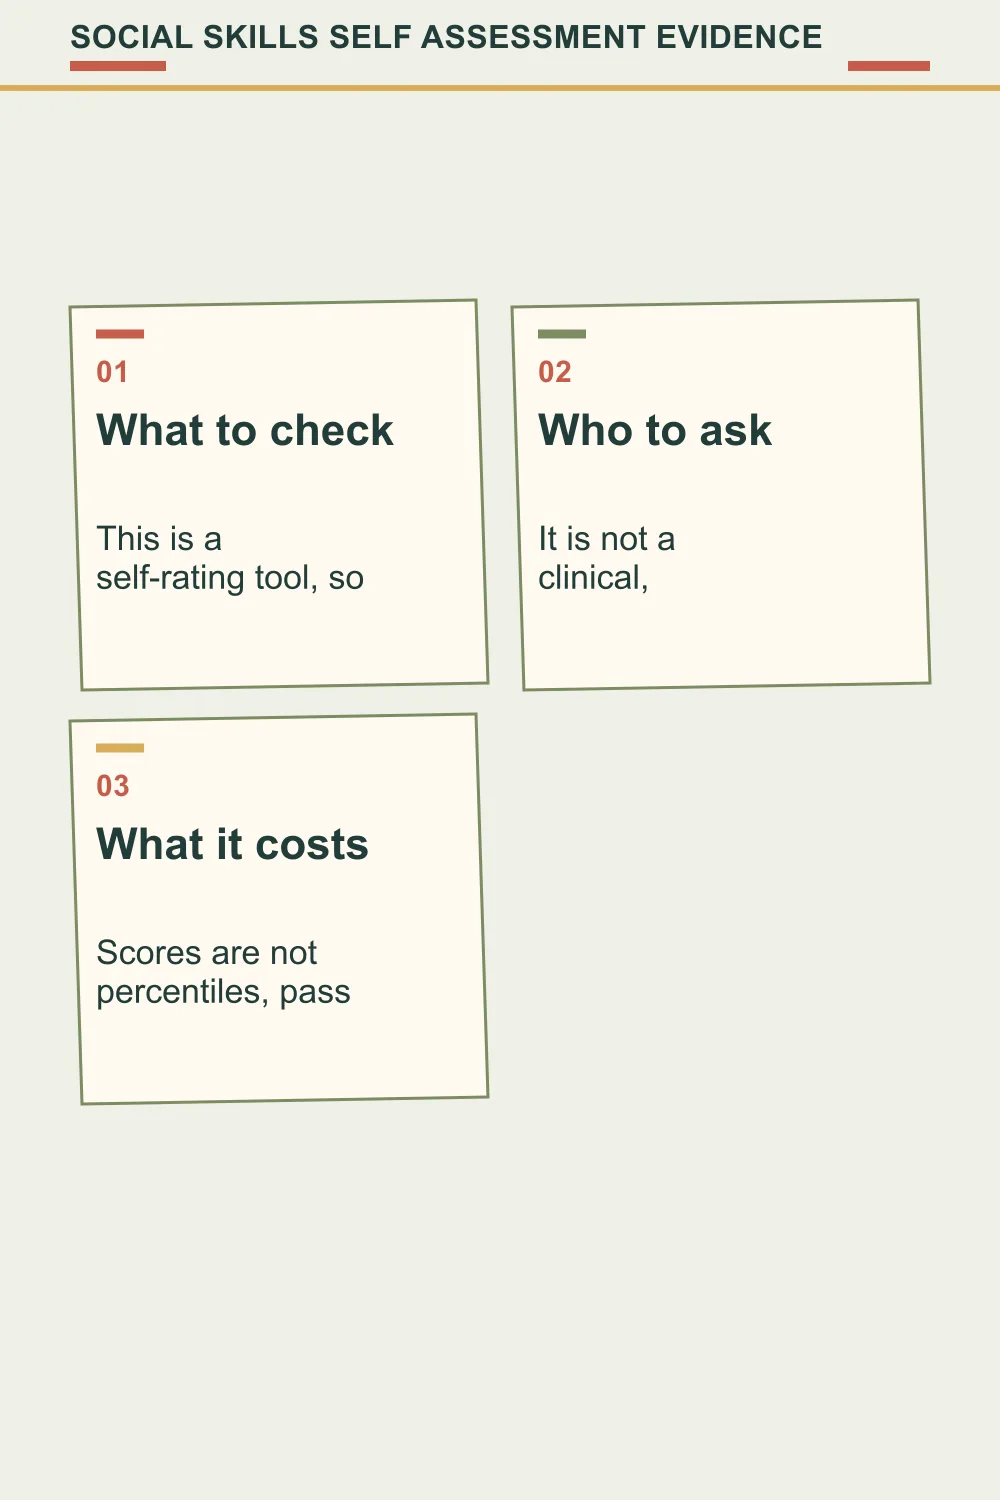 SOCIAL SKILLS SELF ASSESSMENT EVIDENCE
01
What to check
This is a
self-rating tool, so
02
Who to ask
It is not a
clinical,
03
What it costs
Scores are not
percentiles, pass